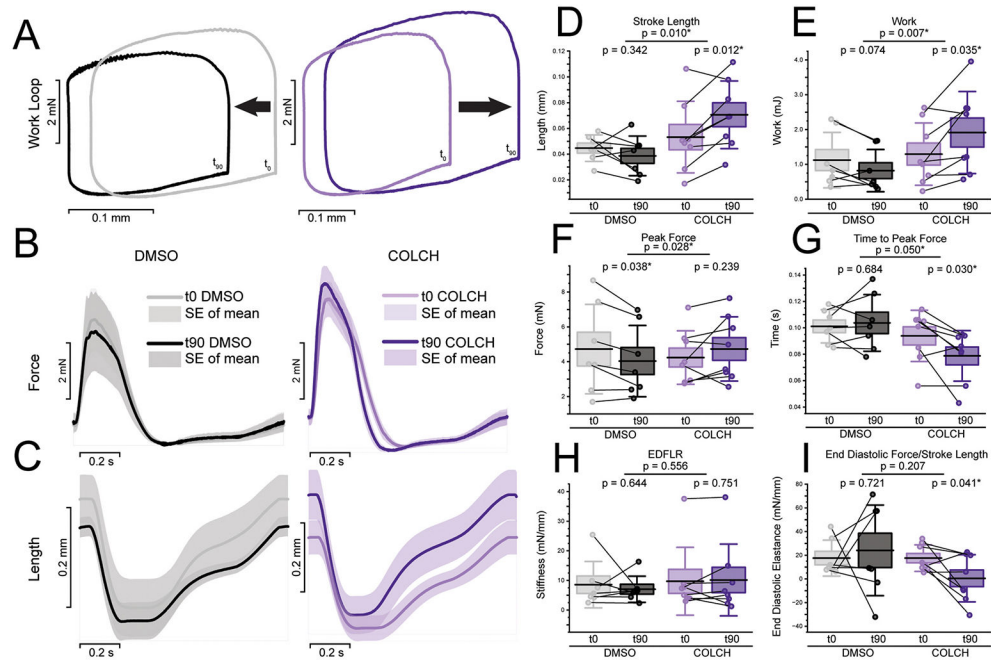 A
Work Loop
2 mN
t90
t0
0.1 mm
2 mN
t0
t90
0.1 mm
B
DMSO
COLCH
Force
2 mN
t0 DMSO
SE of mean
t90 DMSO
SE of mean
0.2 s
2 mN
t0 COLCH
SE of mean
t90 COLCH
SE of mean
0.2 s
C
Length
0.2 mm
0.2 s
0.2 mm
0.2 s
D
Stroke Length
p = 0.010*
p = 0.342
p = 0.012*
Length (mm)
0.12
0.10
0.08
0.06
0.04
0.02
0.00
t0 t90 t0 t90
DMSO COLCH
E
Work
p = 0.007*
p = 0.074
p = 0.035*
Work (mJ)
4.0
3.0
2.0
1.0
0.0
t0 t90 t0 t90
DMSO COLCH
F
Peak Force
p = 0.028*
p = 0.038*
p = 0.239
Force (mN)
10
8
6
4
2
0
t0 t90 t0 t90
DMSO COLCH
G
Time to Peak Force
p = 0.050*
p = 0.684
p = 0.030*
Time (s)
0.14
0.12
0.10
0.08
0.06
0.04
t0 t90 t0 t90
DMSO COLCH
H
EDFLR
p = 0.556
p = 0.644
p = 0.751
Stiffness (mN/mm)
40
30
20
10
0
t0 t90 t0 t90
DMSO COLCH
I
End Diastolic Force/Stroke Length
p = 0.207
p = 0.721
p = 0.041*
End Diastolic Elastance (mN/mm)
80
60
40
20
0
-20
-40
t0 t90 t0 t90
DMSO COLCH